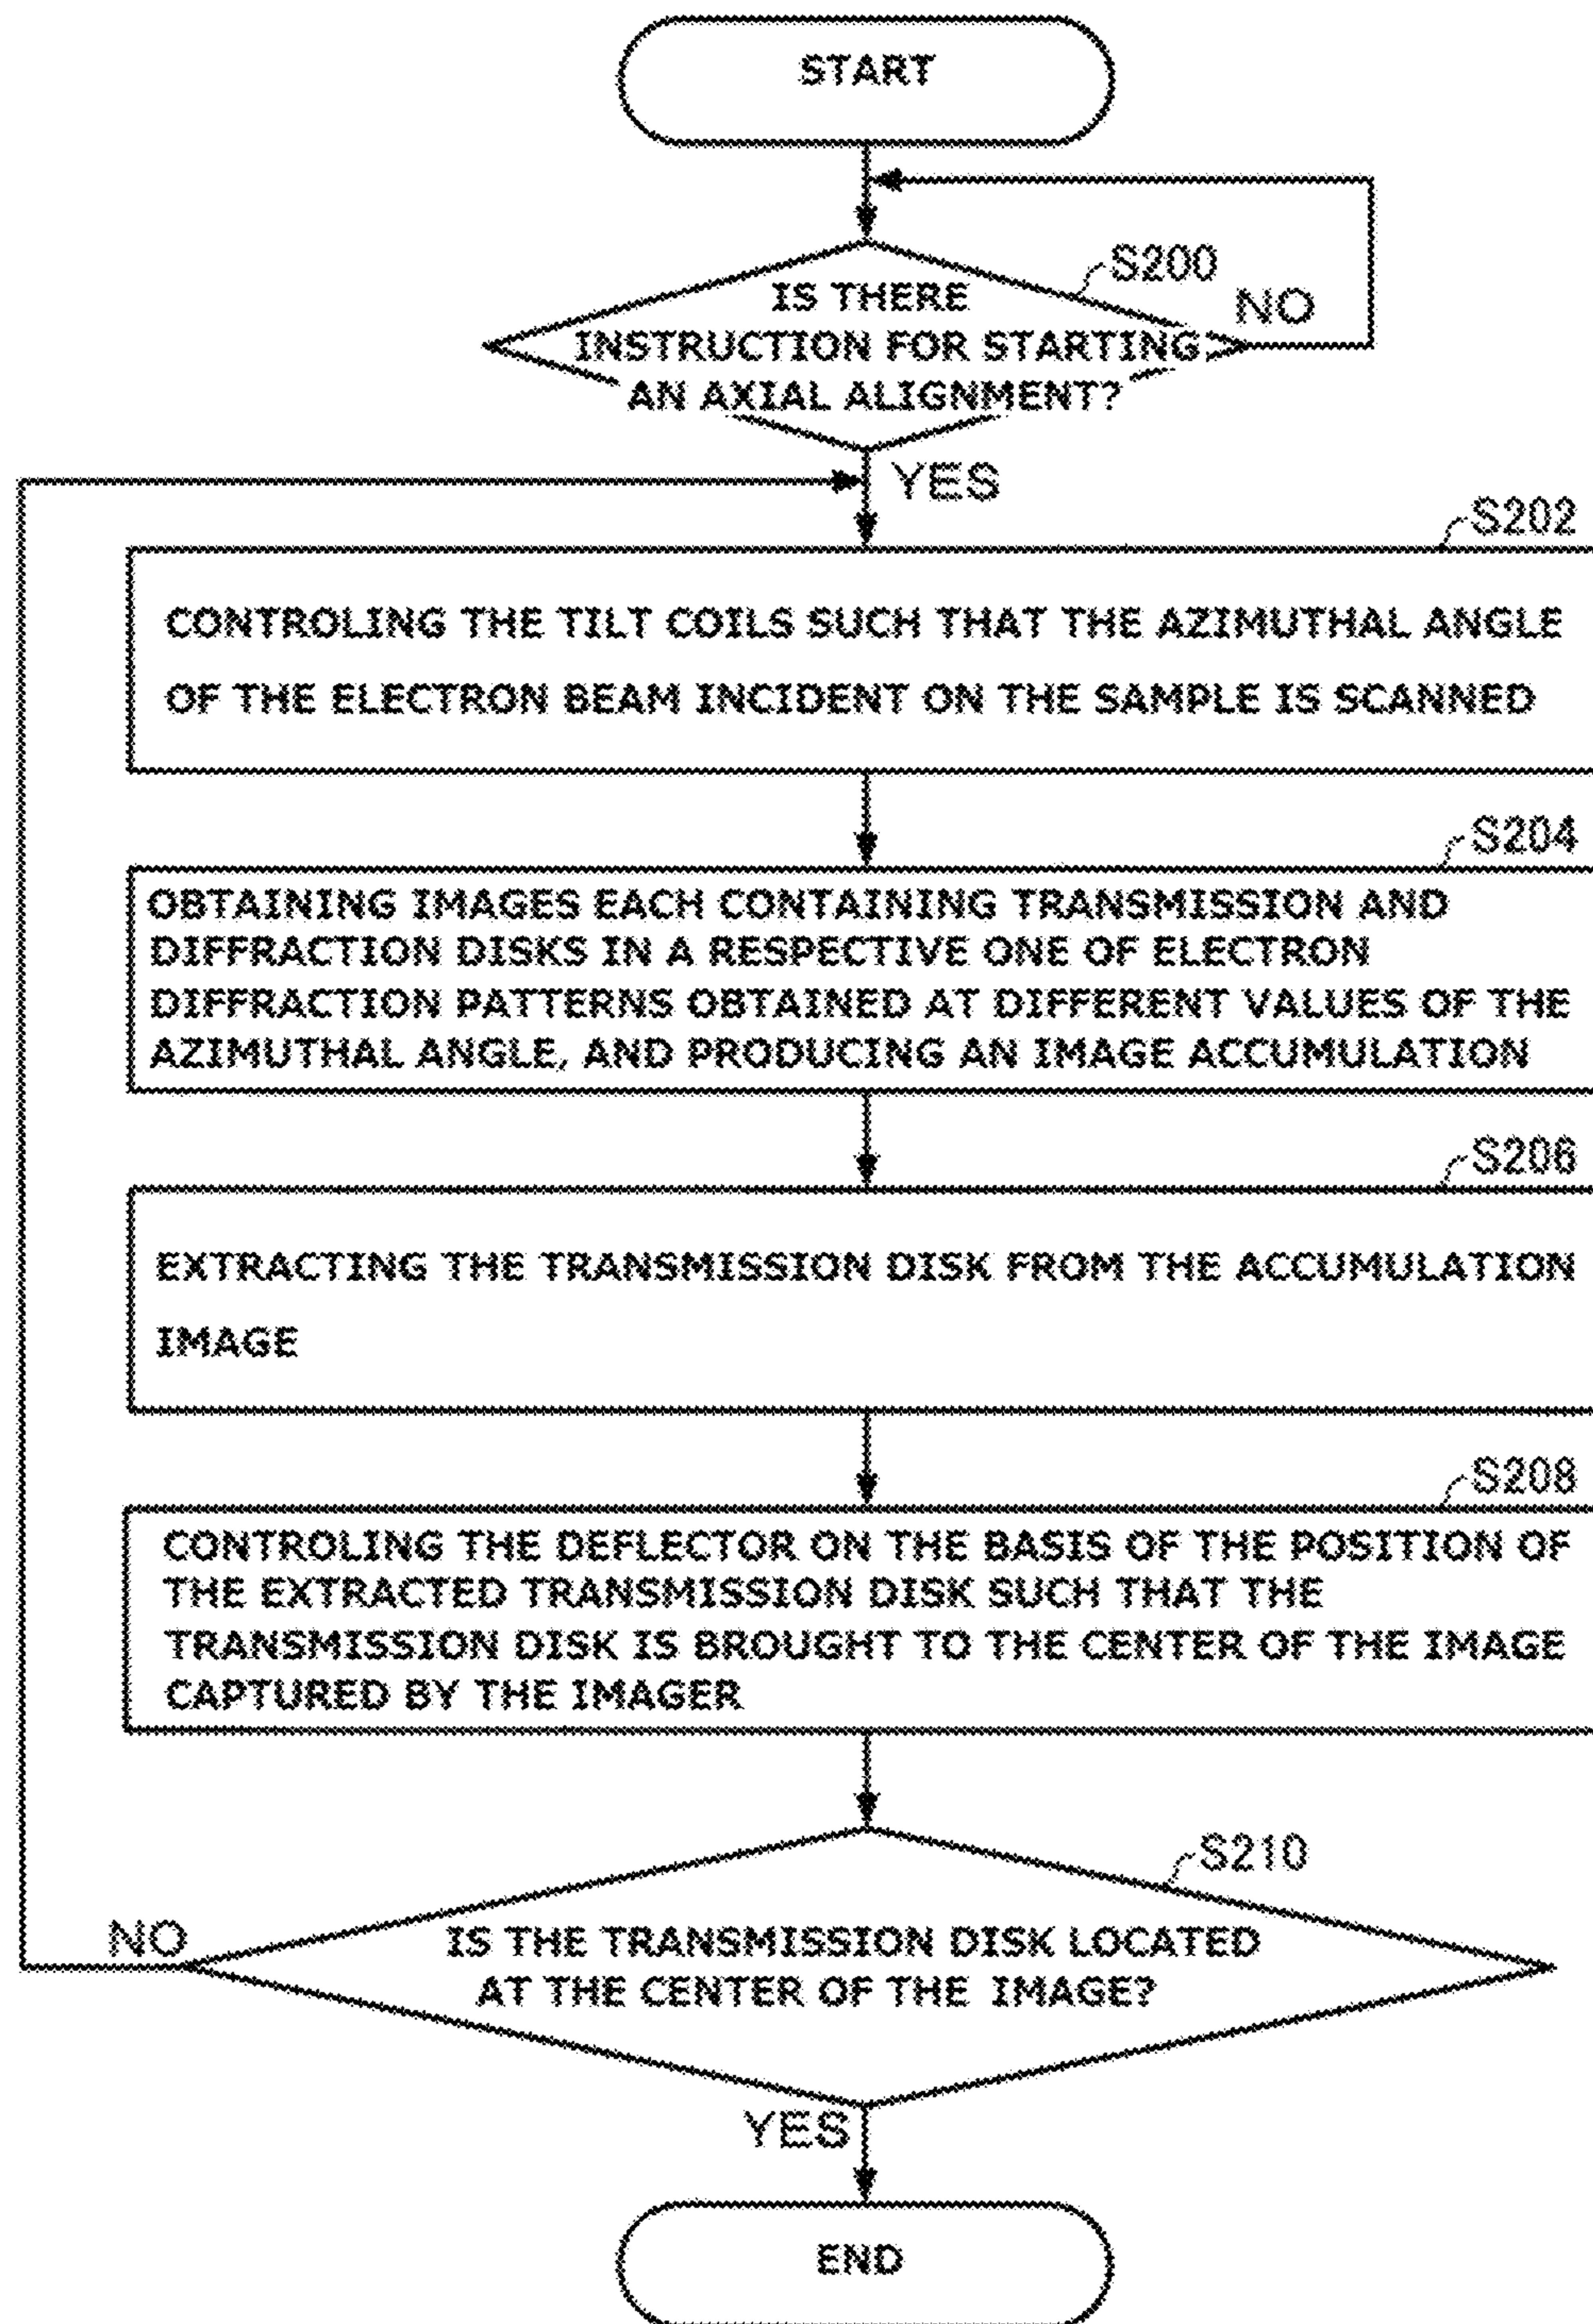 START
S200
IS THERE
NO
INSTRUCTION FOR STARTING
AN AXIAL ALIGNMENT?
YES
S202
CONTROLING THE TILT COILS SUCH THAT THE AZIMUTHAL ANGLE
OF THE ELECTRON BEAM INCIDENT ON THE SAMPLE IS SCANNED
S204
OBTAINING IMAGES EACH CONTAINING TRANSMISSION AND
DIFFRACTION DISKS IN A RESPECTIVE ONE OF ELECTRON
DIFFRACTION PATTERNS OBTAINED AT DIFFERENT VALUES OF THE
AZIMUTHAL ANGLE, AND PRODUCING AN IMAGE ACCUMULATION
S206
EXTRACTING THE TRANSMISSION DISK FROM THE ACCUMULATION
IMAGE
S208
CONTROLING THE DEFLECTOR ON THE BASIS OF THE POSITION OF
THE EXTRACTED TRANSMISSION DISK SUCH THAT THE
TRANSMISSION DISK IS BROUGHT TO THE CENTER OF THE IMAGE
CAPTURED BY THE IMAGER
S210
NO
IS THE TRANSMISSION DISK LOCATED
AT THE CENTER OF THE IMAGE?
YES
END